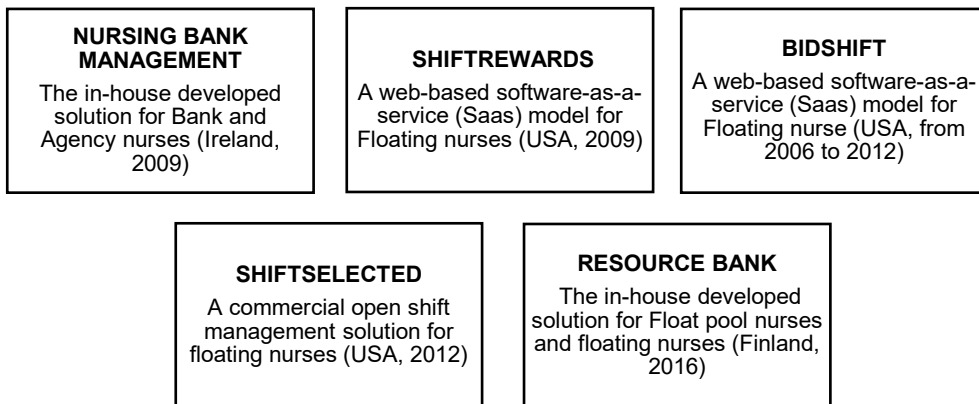 NURSING BANK
MANAGEMENT
The in-house developed
solution for Bank and
Agency nurses (Ireland,
2009)
SHIFTREWARDS
A web-based software-as-a-
service (Saas) model for
Floating nurses (USA, 2009)
BIDSHIFT
A web-based software-as-a-
service (SaaS) model for
Floating nurse (USA, from
2006 to 2012)
SHIFTSELECTED
A commercial open shift
management solution for
floating nurses (USA, 2012)
RESOURCE BANK
The in-house developed
solution for Float pool nurses
and floating nurses (Finland,
2016)